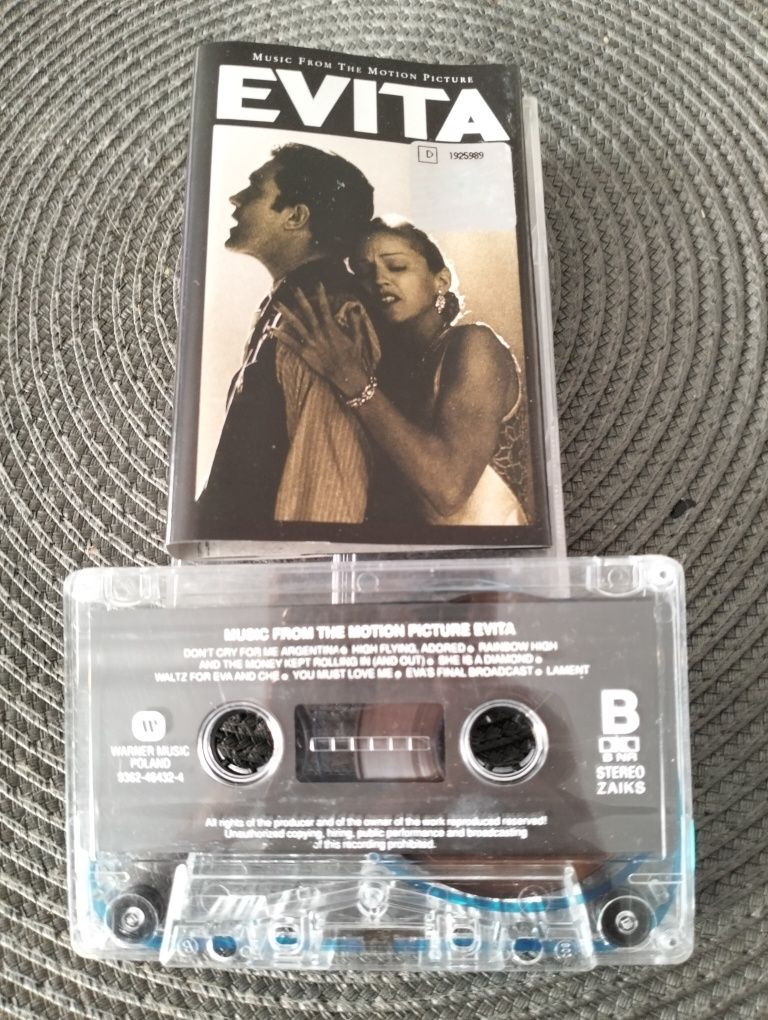 MUSIC FROM THE MOTION PICTURE
EVITA
D 1925989
MUSIC FROM THE MOTION PICTURE EVITA
DON'T CRY FOR ME ARGENTINA ● HIGH FLYING, ADORED ● RAINBOW HIGH
AND THE MONEY KEPT ROLLING IN (AND OUT) ● SHE IS A DIAMOND ●
WALTZ FOR EVA AND CHE ● YOU MUST LOVE ME ● EVA'S FINAL BROADCAST ● LAMENT
W
WARNER MUSIC
POLAND
9362-46432-4
B
B NR
STEREO
ZAIKS
All rights of the producer and of the owner of the work reproduced reserved!
Unauthorized copying, hiring, public performance and broadcasting
of this recording prohibited.